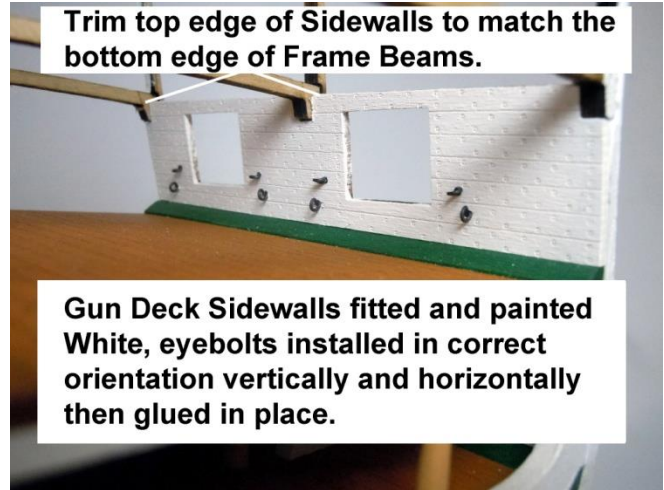 Trim top edge of Sidewalls to match the
bottom edge of Frame Beams.
Gun Deck Sidewalls fitted and painted
White, eyebolts installed in correct
orientation vertically and horizontally
then glued in place.